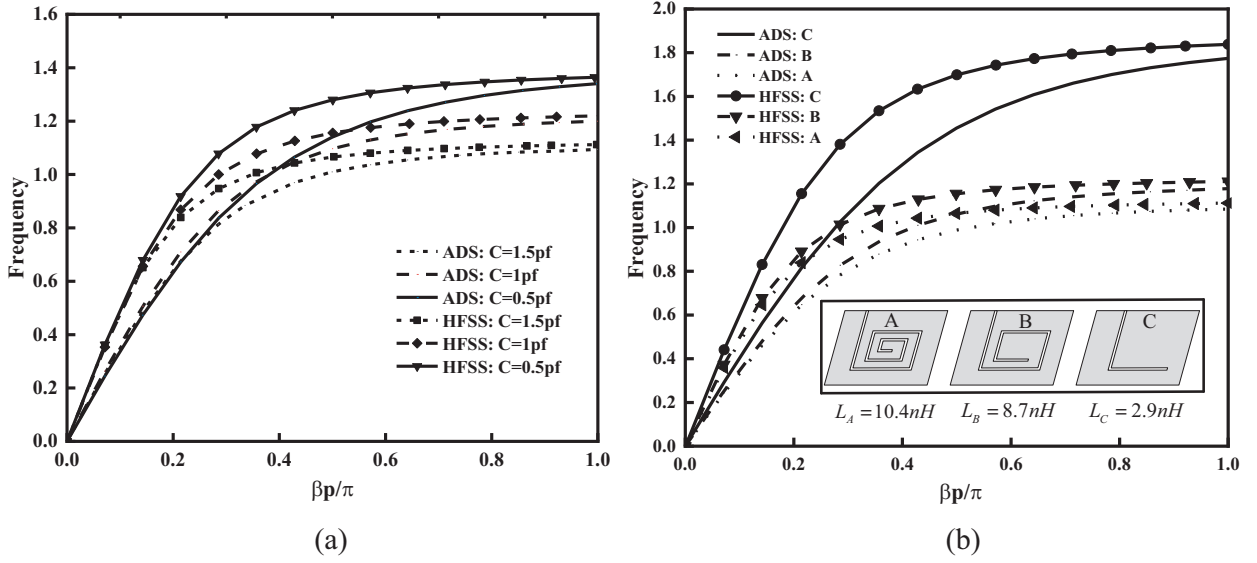 1.6
1.4
1.2
1.0
0.8
0.6
0.4
0.2
0.0
Frequency
ADS: C=1.5pf
ADS: C=1pf
ADS: C=0.5pf
HFSS: C=1.5pf
HFSS: C=1pf
HFSS: C=0.5pf
0.0 0.2 0.4 0.6 0.8 1.0
βp/π
(a)
2.0
1.8
1.6
1.4
1.2
1.0
0.8
0.6
0.4
0.2
0.0
Frequency
ADS: C
ADS: B
ADS: A
HFSS: C
HFSS: B
HFSS: A
A B C
L_A = 10.4nH L_B = 8.7nH L_C = 2.9nH
0.0 0.2 0.4 0.6 0.8 1.0
βp/π
(b)